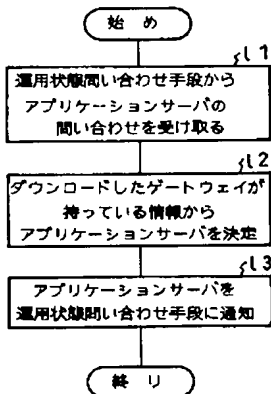 始め
l1
運用状態問い合わせ手段から
アプリケーションサーバの
問い合わせを受け取る
l2
ダウンロードしたゲートウェイが
持っている情報から
アプリケーションサーバを決定
l3
アプリケーションサーバを
運用状態問い合わせ手段に通知
終り